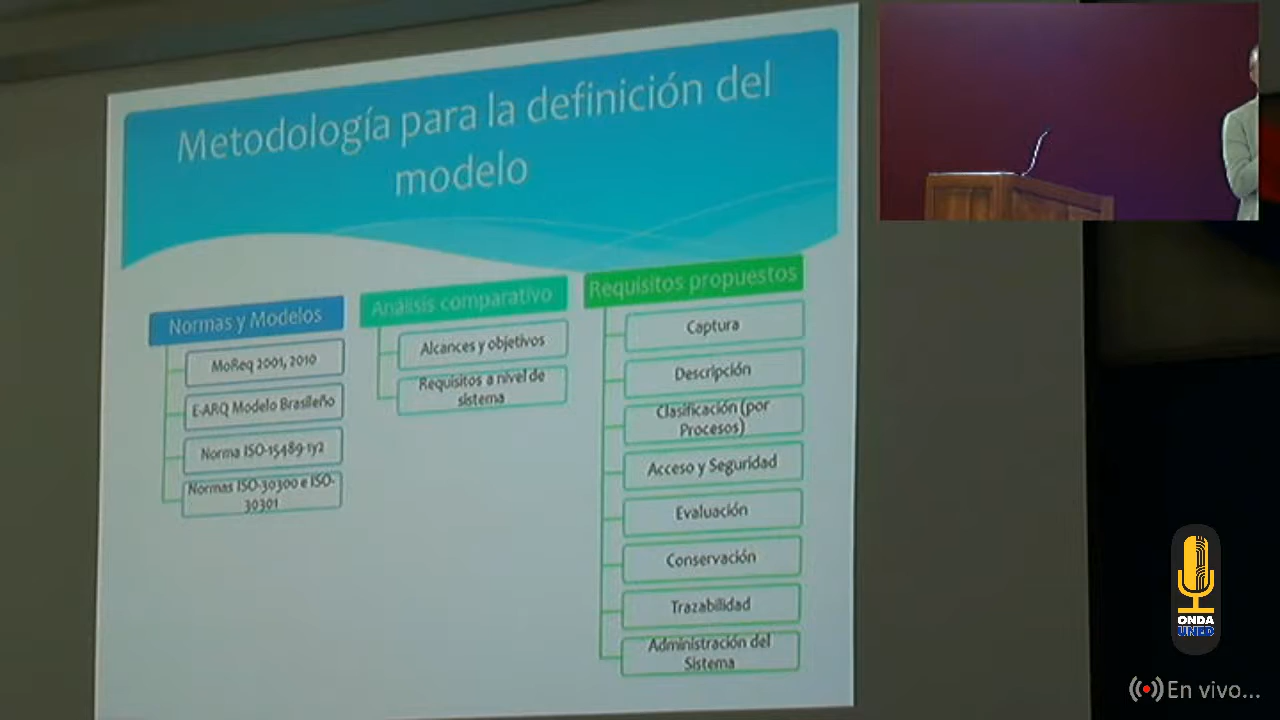 Metodología para la definición del
modelo
Normas y Modelos
MoReq 2001, 2010
E-ARQ Modelo Brasileño
Norma ISO-15489-1y2
Normas ISO-30300 e ISO-
30301
Análisis comparativo
Alcances y objetivos
Requisitos a nivel de
sistema
Requisitos propuestos
Captura
Descripción
Clasificación (por
Procesos)
Acceso y Seguridad
Evaluación
Conservación
Trazabilidad
Administración del
Sistema
ONDA
UNED
En vivo...